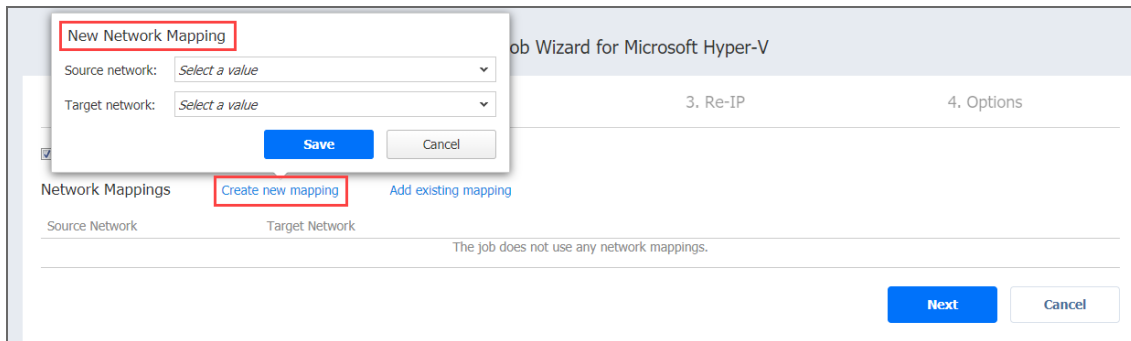 New Network Mapping
ob Wizard for Microsoft Hyper-V
Source network: Select a value
Target network: Select a value
3. Re-IP
4. Options
Save
Cancel
Network Mappings
Create new mapping
Add existing mapping
Source Network
Target Network
The job does not use any network mappings.
Next
Cancel